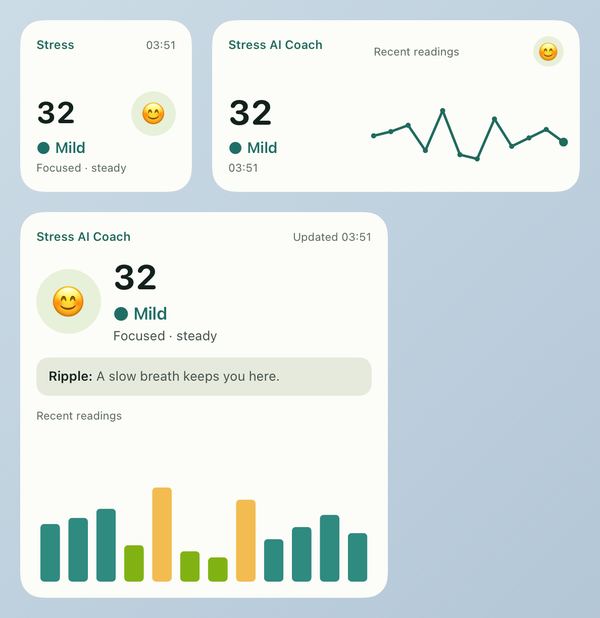 Stress 03:51
32
Mild
Focused · steady
Stress AI Coach
Recent readings
32
Mild
03:51
Stress AI Coach Updated 03:51
32
Mild
Focused · steady
Ripple: A slow breath keeps you here.
Recent readings